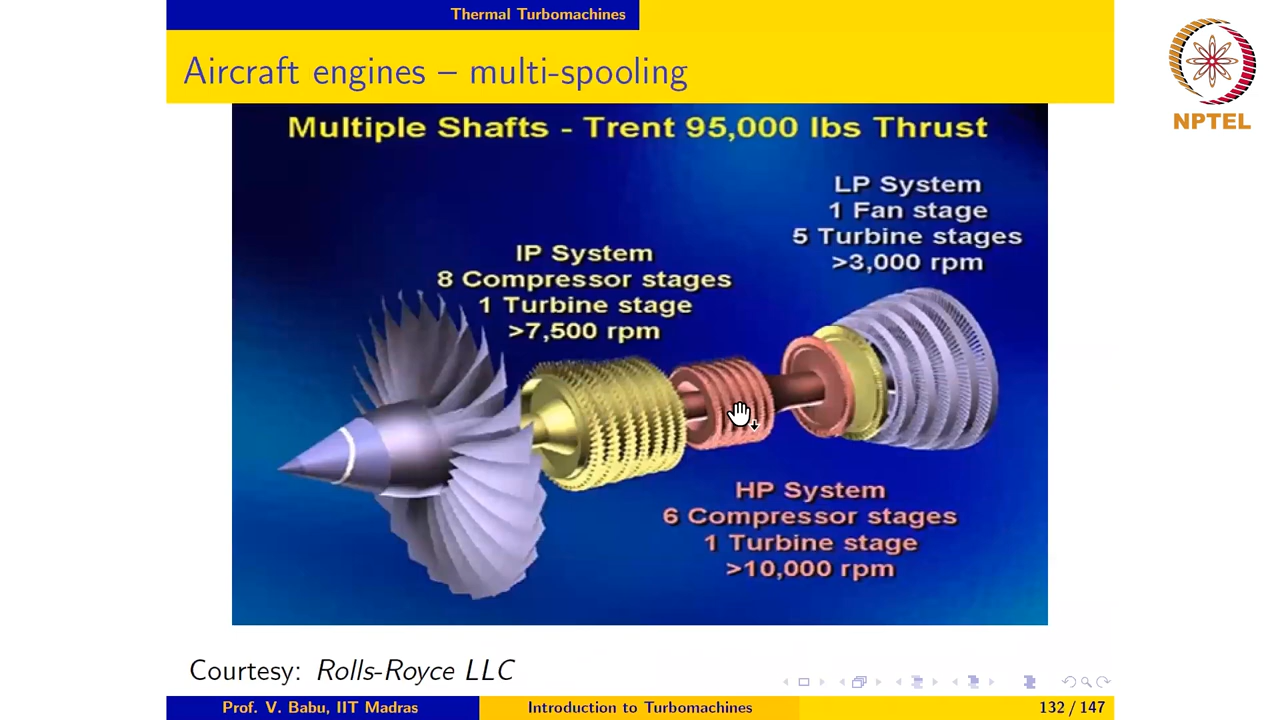 Thermal Turbomachines
Aircraft engines – multi-spooling
NPTEL
Multiple Shafts - Trent 95,000 lbs Thrust
LP System
1 Fan stage
5 Turbine stages
>3,000 rpm
IP System
8 Compressor stages
1 Turbine stage
>7,500 rpm
HP System
6 Compressor stages
1 Turbine stage
>10,000 rpm
Courtesy: Rolls-Royce LLC
Prof. V. Babu, IIT Madras
Introduction to Turbomachines
132 / 147